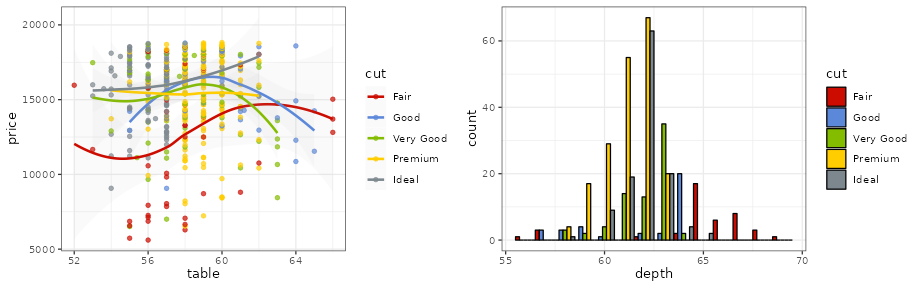 20000
15000
10000
5000
price
52
56
60
64
table
cut
Fair
Good
Very Good
Premium
Ideal
60
40
20
0
count
55
60
65
70
depth
cut
Fair
Good
Very Good
Premium
Ideal